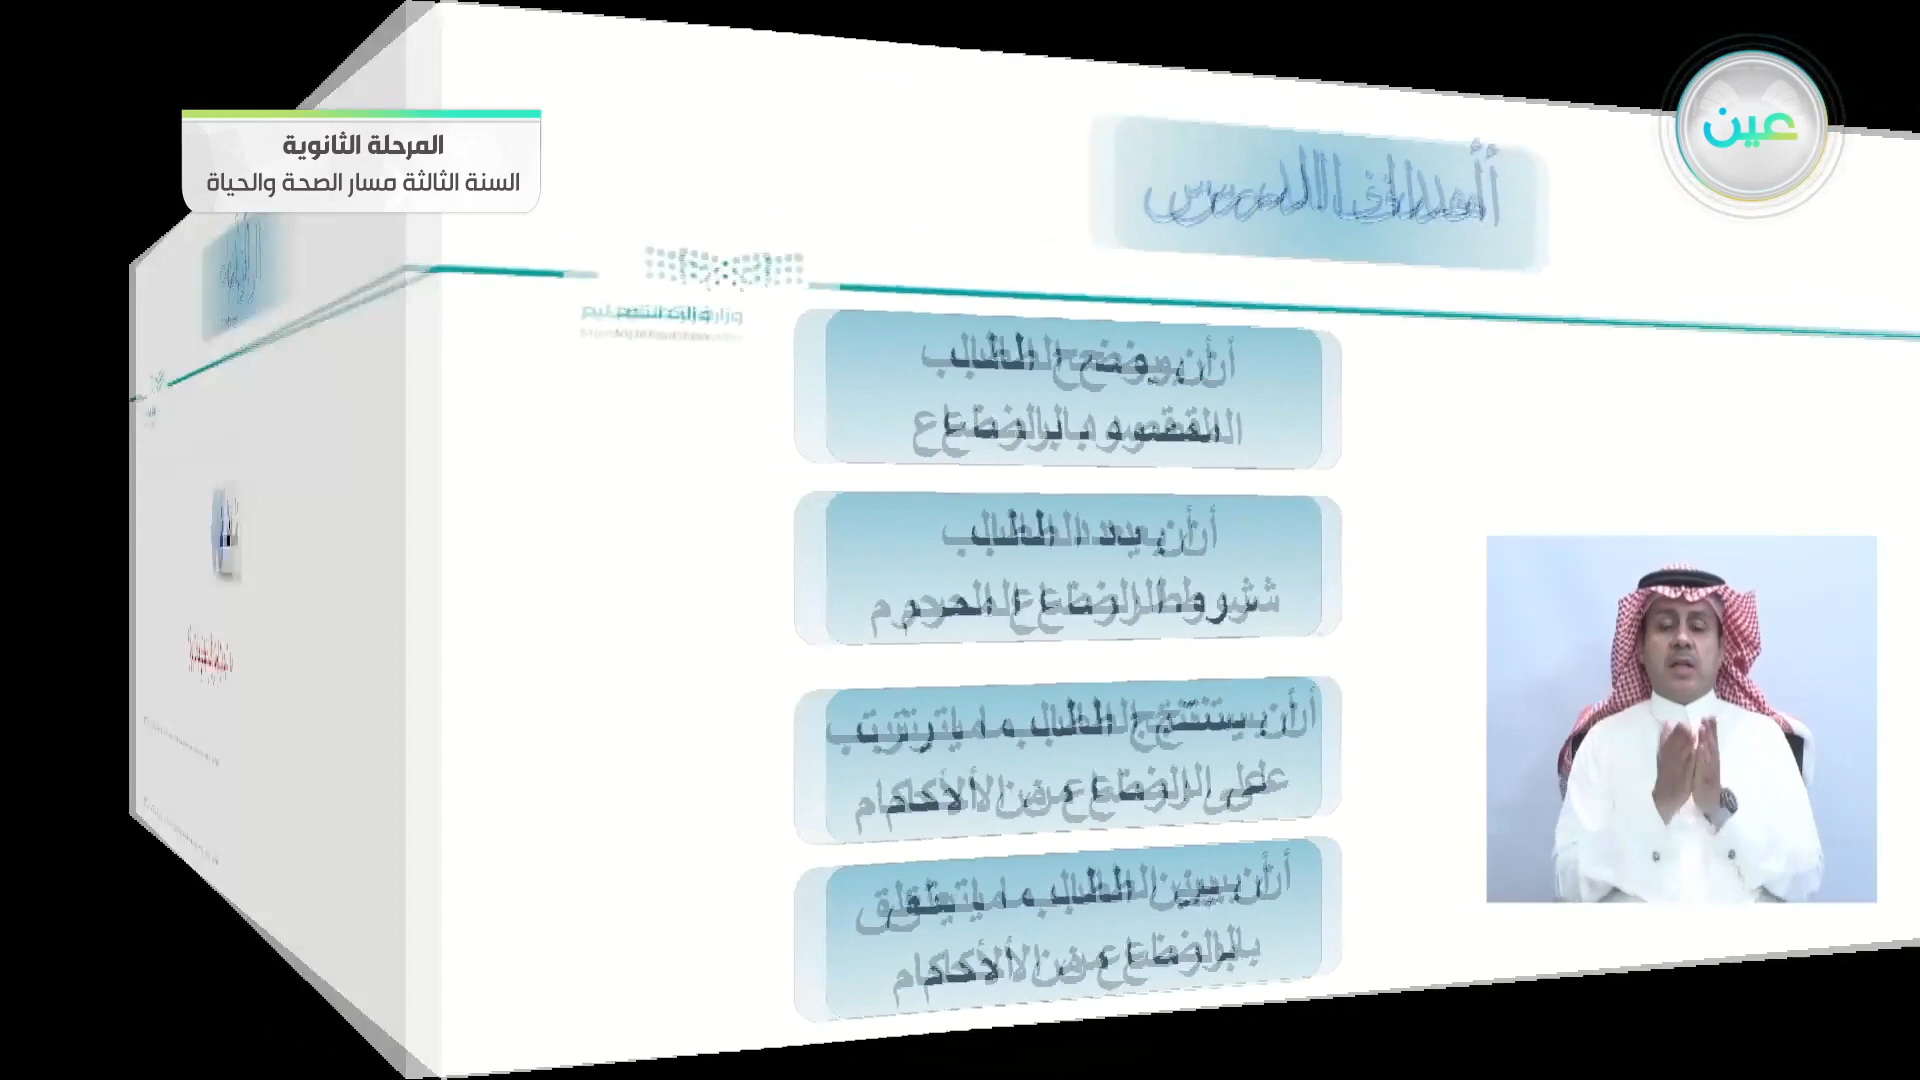 المرحلة الثانوية
السنة الثالثة مسار الصحة والحياة
عين
أهداف الدرس
وزارة التعليم
أن يوضح الطالب
المقصود بالرضاع
أن يعدد الطالب
شروط الرضاع المحرم
أن يستنتج الطالب ما يترتب
على الرضاع من الأحكام
أن يبين الطالب ما يتعلق
بالرضاع من الأحكام